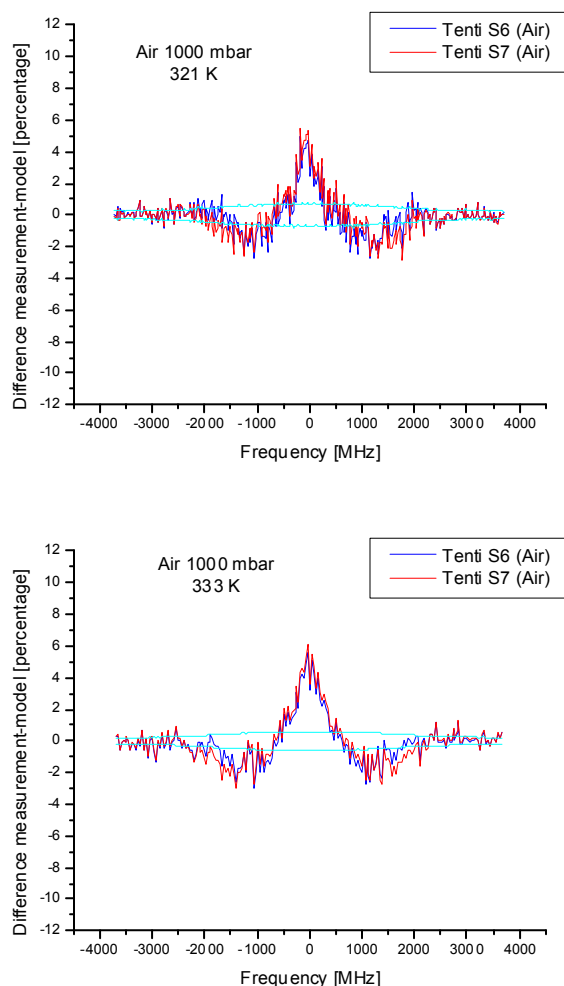 12
10
8
6
4
2
0
-2
-4
-6
-8
-10
-12
Difference measurement-model [percentage]
Air 1000 mbar
321 K
Tenti S6 (Air)
Tenti S7 (Air)
-4000 -3000 -2000 -1000 0 1000 2000 3000 4000
Frequency [MHz]
12
10
8
6
4
2
0
-2
-4
-6
-8
-10
-12
Difference measurement-model [percentage]
Air 1000 mbar
333 K
Tenti S6 (Air)
Tenti S7 (Air)
-4000 -3000 -2000 -1000 0 1000 2000 3000 4000
Frequency [MHz]